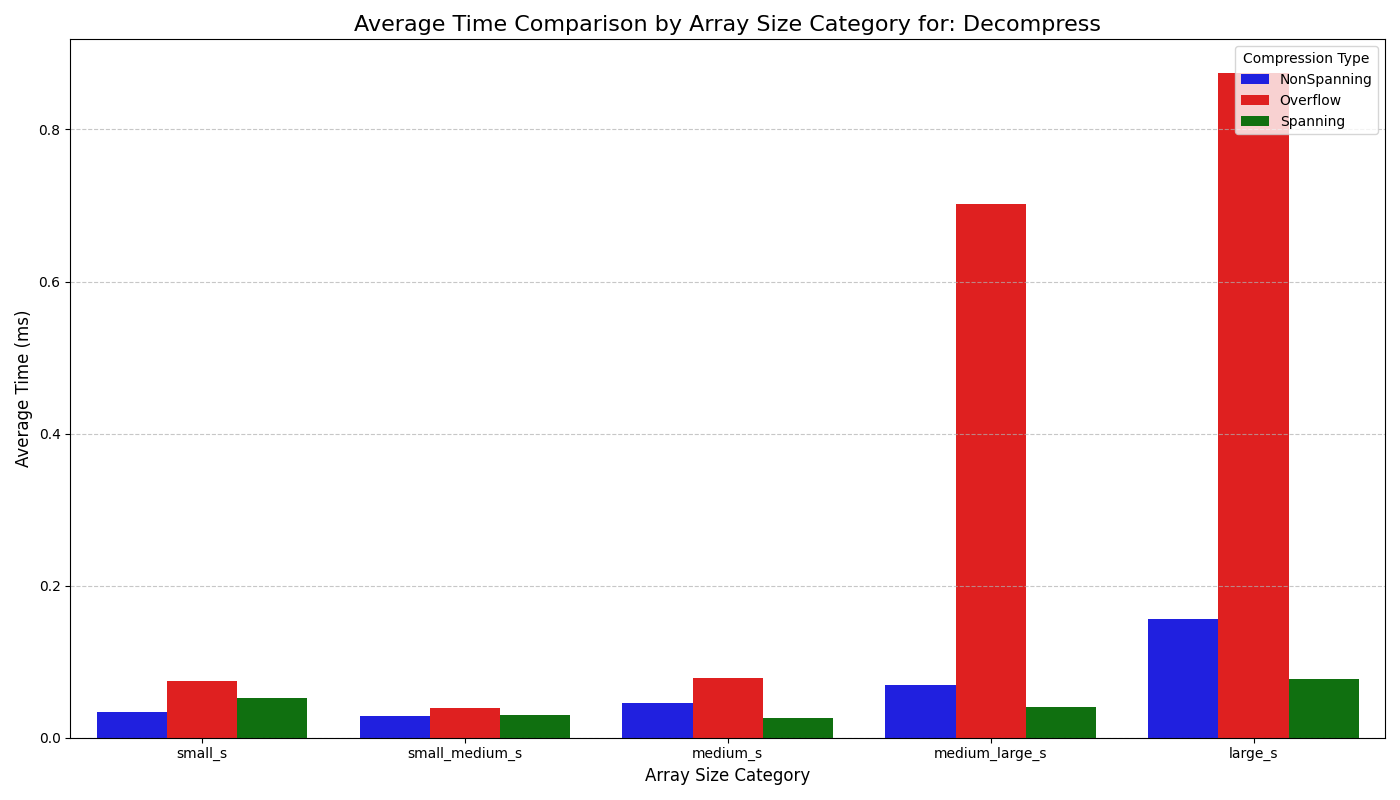 Average Time Comparison by Array Size Category for: Decompress
Compression Type
NonSpanning
Overflow
Spanning
Average Time (ms)
0.8
0.6
0.4
0.2
0.0
small_s
small_medium_s
medium_s
medium_large_s
large_s
Array Size Category